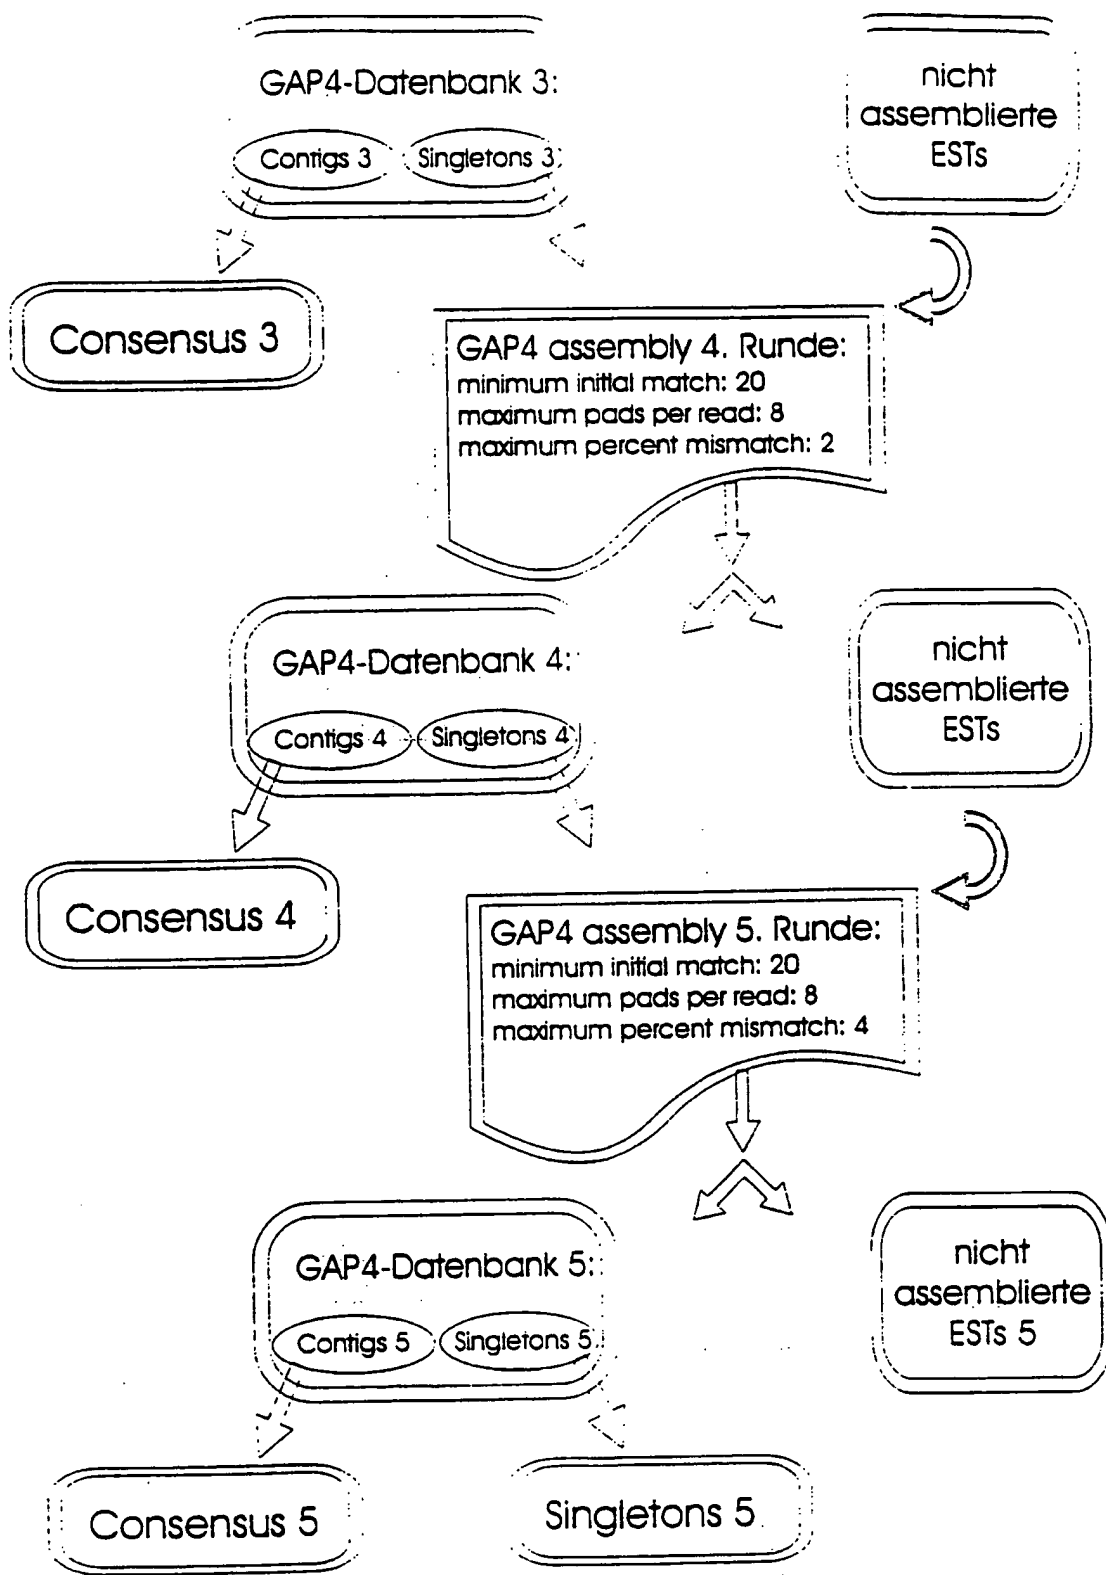 GAP4-Datenbank 3:
Contigs 3
Singletons 3
nicht
assemblierte
ESTs
Consensus 3
GAP4 assembly 4. Runde:
minimum initial match: 20
maximum pads per read: 8
maximum percent mismatch: 2
GAP4-Datenbank 4:
Contigs 4
Singletons 4
nicht
assemblierte
ESTs
Consensus 4
GAP4 assembly 5. Runde:
minimum initial match: 20
maximum pads per read: 8
maximum percent mismatch: 4
GAP4-Datenbank 5:
Contigs 5
Singletons 5
nicht
assemblierte
ESTs 5
Consensus 5
Singletons 5